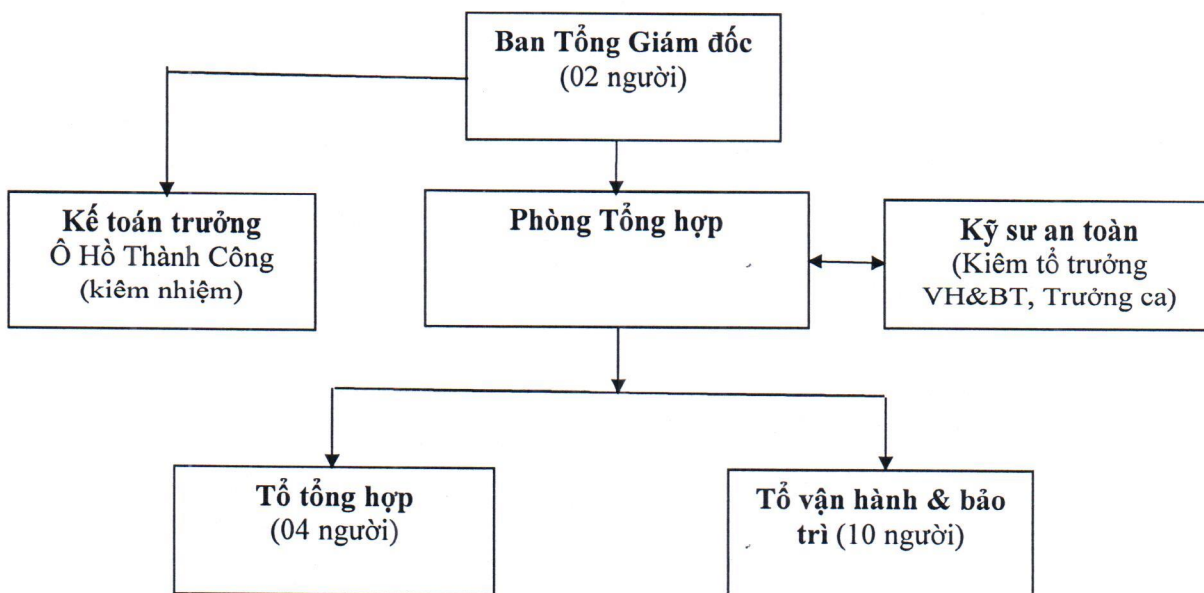 Ban Tổng Giám đốc
(02 người)
Kế toán trưởng
Ô Hồ Thành Công
(kiêm nhiệm)
Phòng Tổng hợp
Kỹ sư an toàn
(Kiêm tổ trưởng
VH&BT, Trưởng ca)
Tổ tổng hợp
(04 người)
Tổ vận hành & bảo
trì (10 người)